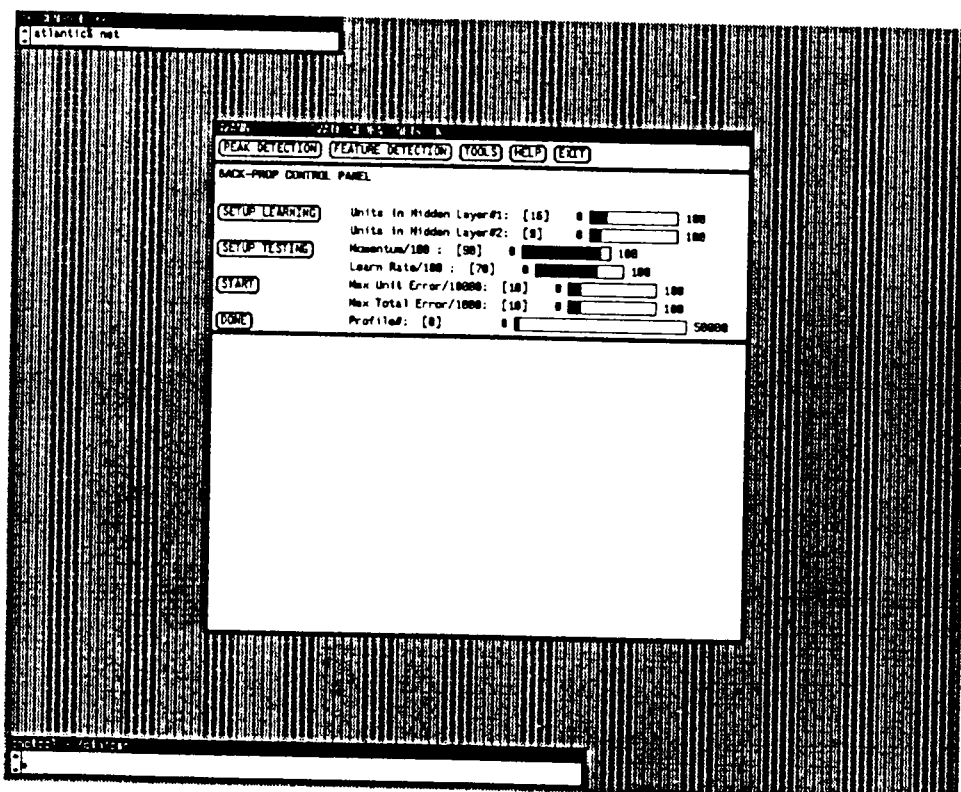 atlantic% net
PEAK DETECTION FEATURE DETECTION TOOLS HELP EXIT
BACK-PROP CONTROL PANEL
SETUP LEARNING Units in Hidden Layer#1: [16] 0 100
Units in Hidden Layer#2: [9] 0 100
SETUP TESTING Momentum/100 : [90] 0 100
Learn Rate/100 : [70] 0 100
START Max Unit Error/10000: [10] 0 100
Max Total Error/1000: [10] 0 100
DONE Profile#: [0] 0 50000